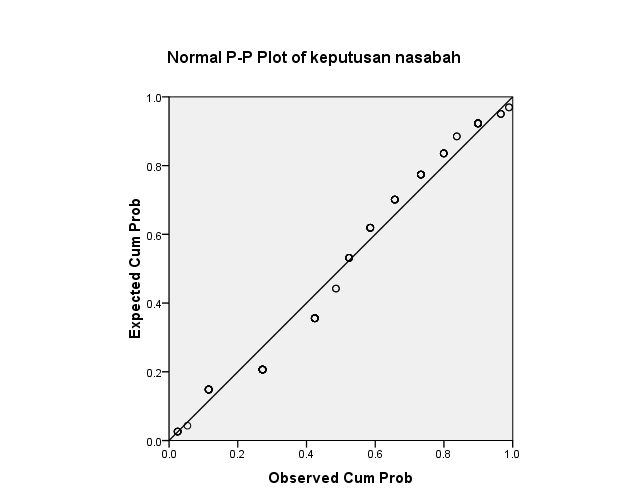 Normal P-P Plot of keputusan nasabah
Expected Cum Prob
1.0
0.8
0.6
0.4
0.2
0.0
0.0 0.2 0.4 0.6 0.8 1.0
Observed Cum Prob